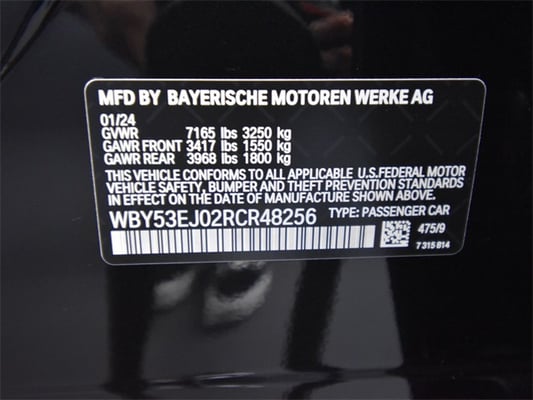 MFD BY BAYERISCHE MOTOREN WERKE AG
01/24
GVWR 7165 lbs 3250 kg
GAWR FRONT 3417 lbs 1550 kg
GAWR REAR 3968 lbs 1800 kg
THIS VEHICLE CONFORMS TO ALL APPLICABLE U.S.FEDERAL MOTOR
VEHICLE SAFETY, BUMPER AND THEFT PREVENTION STANDARDS
IN EFFECT ON THE DATE OF MANUFACTURE SHOWN ABOVE.
WBY53EJ02RCR48256 TYPE: PASSENGER CAR
475/9
7 315 814